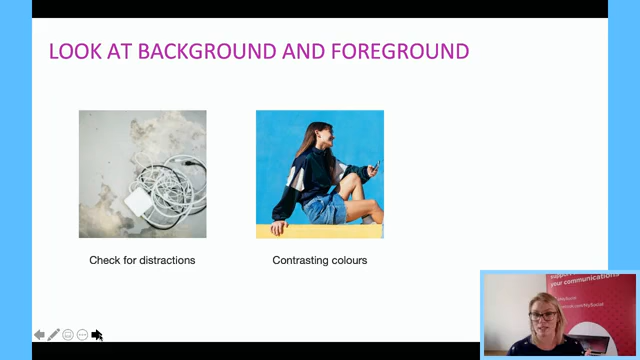 LOOK AT BACKGROUND AND FOREGROUND
Check for distractions
Contrasting colours
your communications